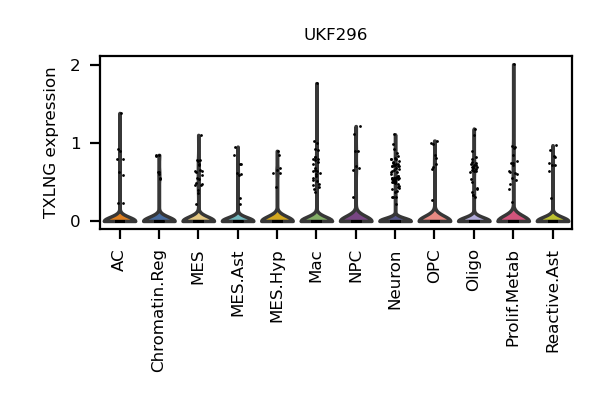 UKF296
TXLNG expression
2
1
0
AC
Chromatin.Reg
MES
MES.Ast
MES.Hyp
Mac
NPC
Neuron
OPC
Oligo
Prolif.Metab
Reactive.Ast